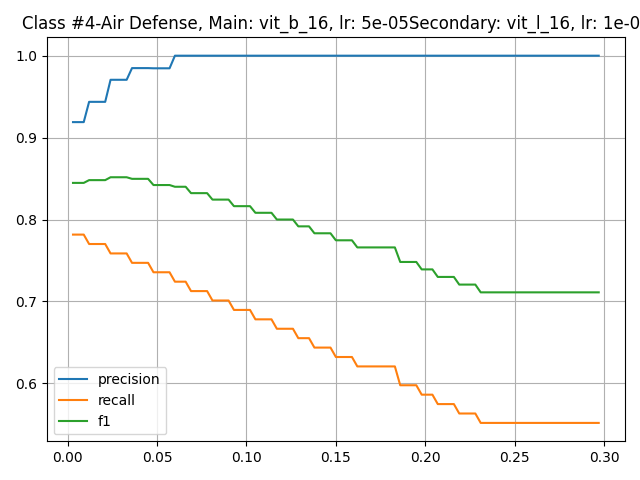 Class #4-Air Defense, Main: vit_b_16, lr: 5e-05Secondary: vit_l_16, lr: 1e-0
1.0
0.9
0.8
0.7
0.6
precision
recall
f1
0.00 0.05 0.10 0.15 0.20 0.25 0.30